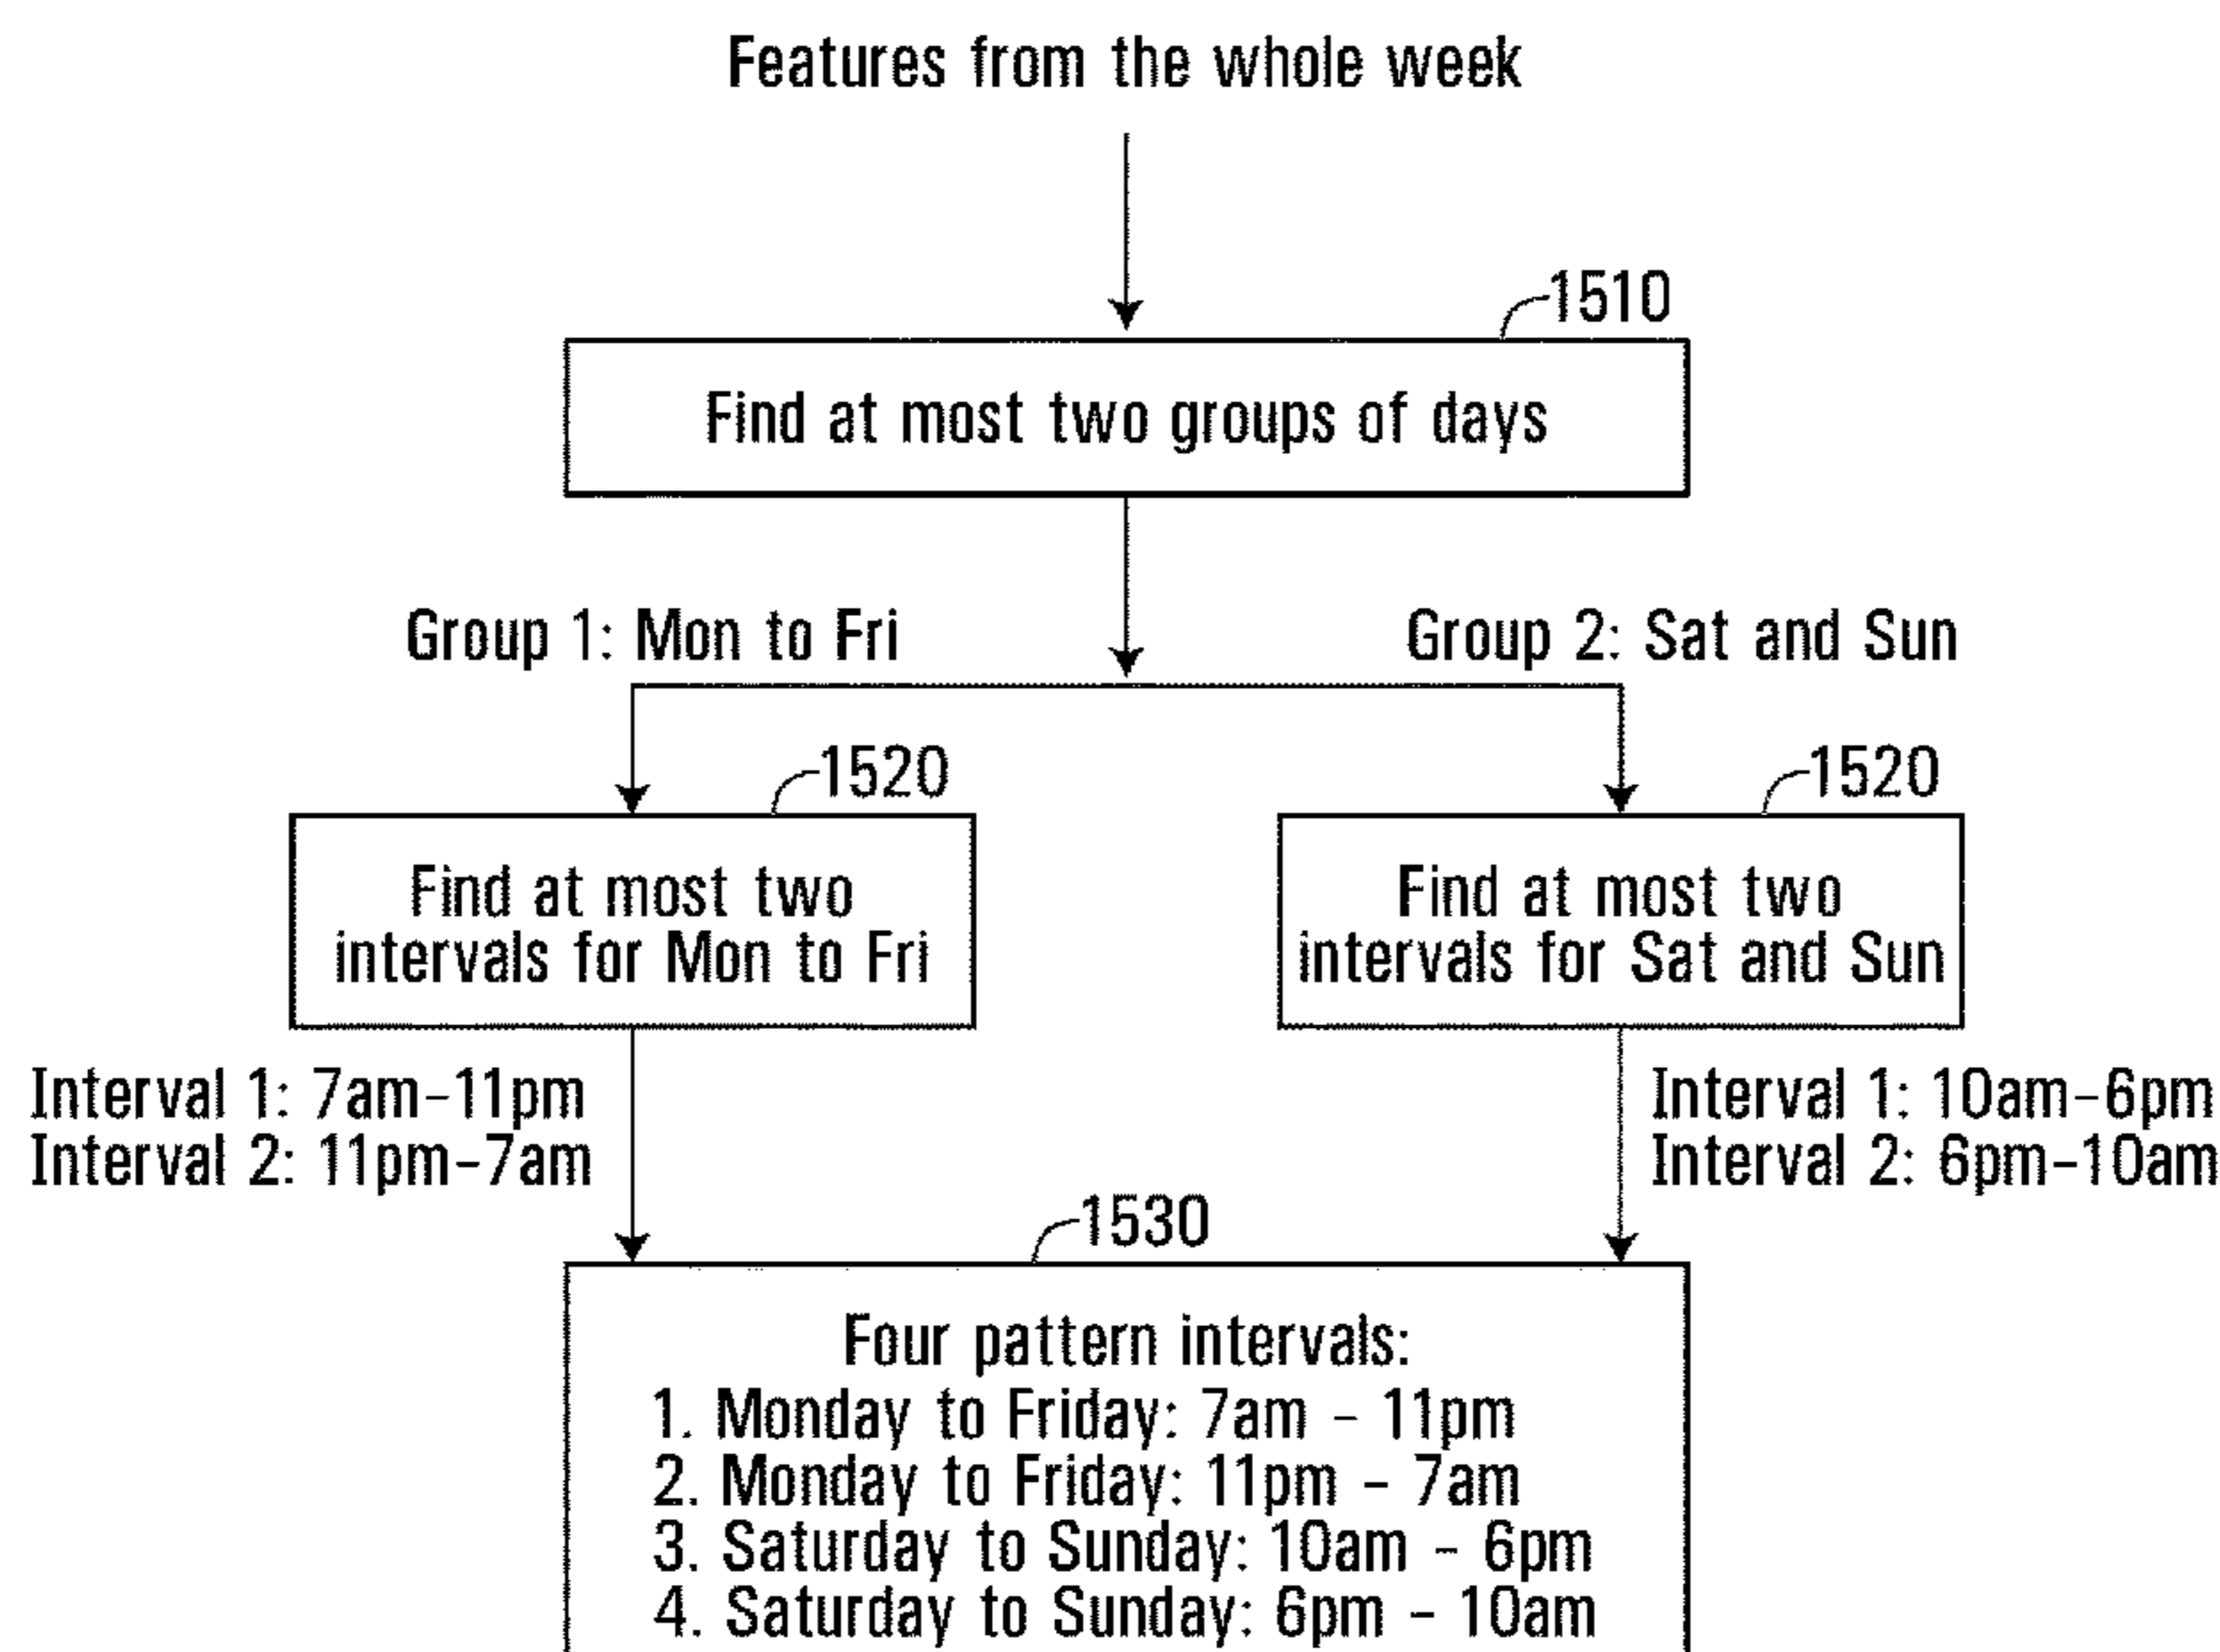 Features from the whole week
1510
Find at most two groups of days
Group 1: Mon to Fri
Group 2: Sat and Sun
1520
1520
Find at most two
intervals for Mon to Fri
Find at most two
intervals for Sat and Sun
Interval 1: 7am-11pm
Interval 2: 11pm-7am
Interval 1: 10am-6pm
Interval 2: 6pm-10am
1530
Four pattern intervals:
1. Monday to Friday: 7am - 11pm
2. Monday to Friday: 11pm - 7am
3. Saturday to Sunday: 10am - 6pm
4. Saturday to Sunday: 6pm - 10am